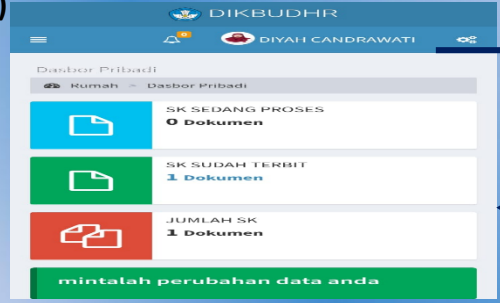 DIKBUDHR
DIYAH CANDRAWATI
Dasbor Pribadi
Rumah > Dasbor Pribadi
SK SEDANG PROSES
0 Dokumen
SK SUDAH TERBIT
1 Dokumen
JUMLAH SK
1 Dokumen
mintalah perubahan data anda